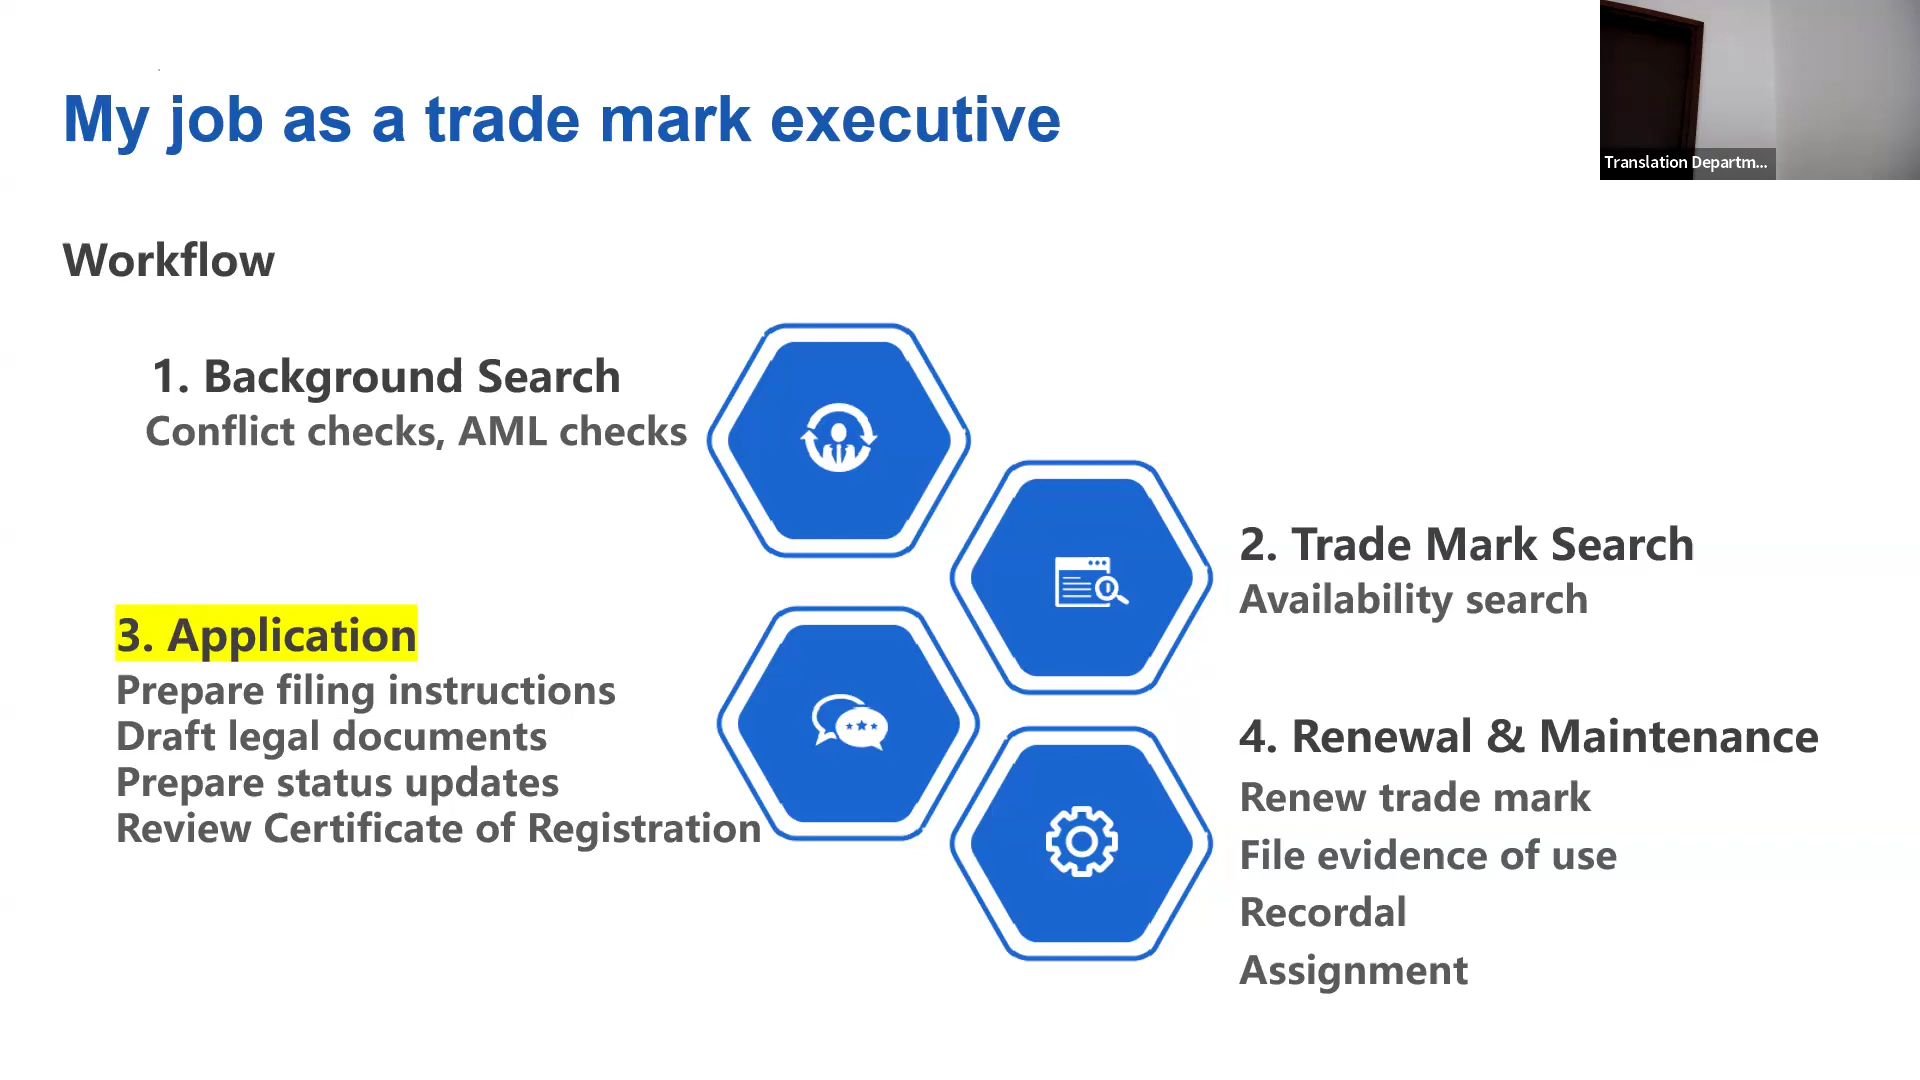 My job as a trade mark executive
Translation Departm...
Workflow
1. Background Search
Conflict checks, AML checks
2. Trade Mark Search
Availability search
3. Application
Prepare filing instructions
Draft legal documents
Prepare status updates
Review Certificate of Registration
4. Renewal & Maintenance
Renew trade mark
File evidence of use
Recordal
Assignment